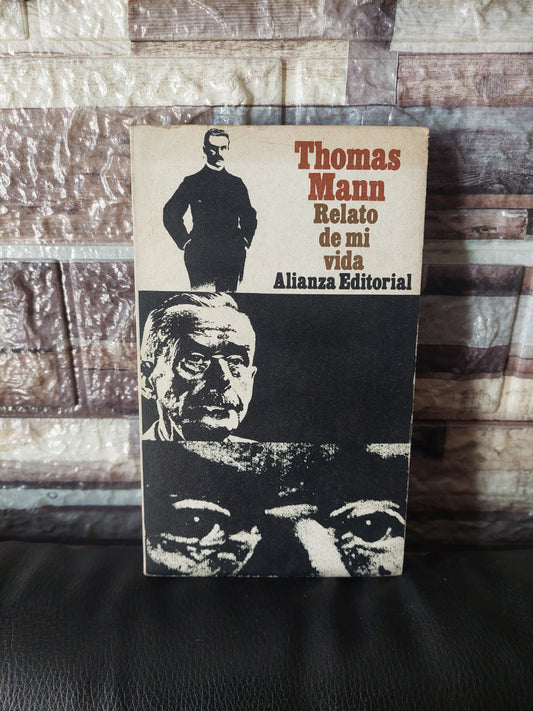 Thomas
Mann
Relato
de mi
vida
Alianza Editorial